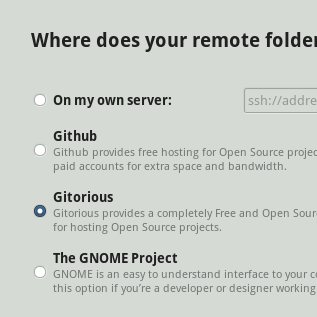 Where does your remote folder
On my own server:
ssh://addre
Github
Github provides free hosting for Open Source projec
paid accounts for extra space and bandwidth.
Gitorious
Gitorious provides a completely Free and Open Sour
for hosting Open Source projects.
The GNOME Project
GNOME is an easy to understand interface to your co
this option if you're a developer or designer working